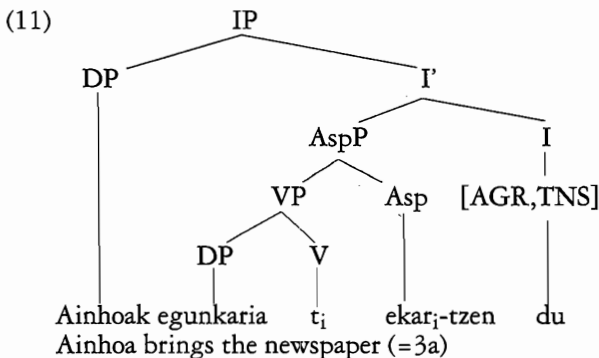 (11) IP
DP I'
AspP I
VP Asp [AGR,TNS]
DP V
Ainhoak egunkaria ti ekari-tzen du
Ainhoa brings the newspaper (=3a)